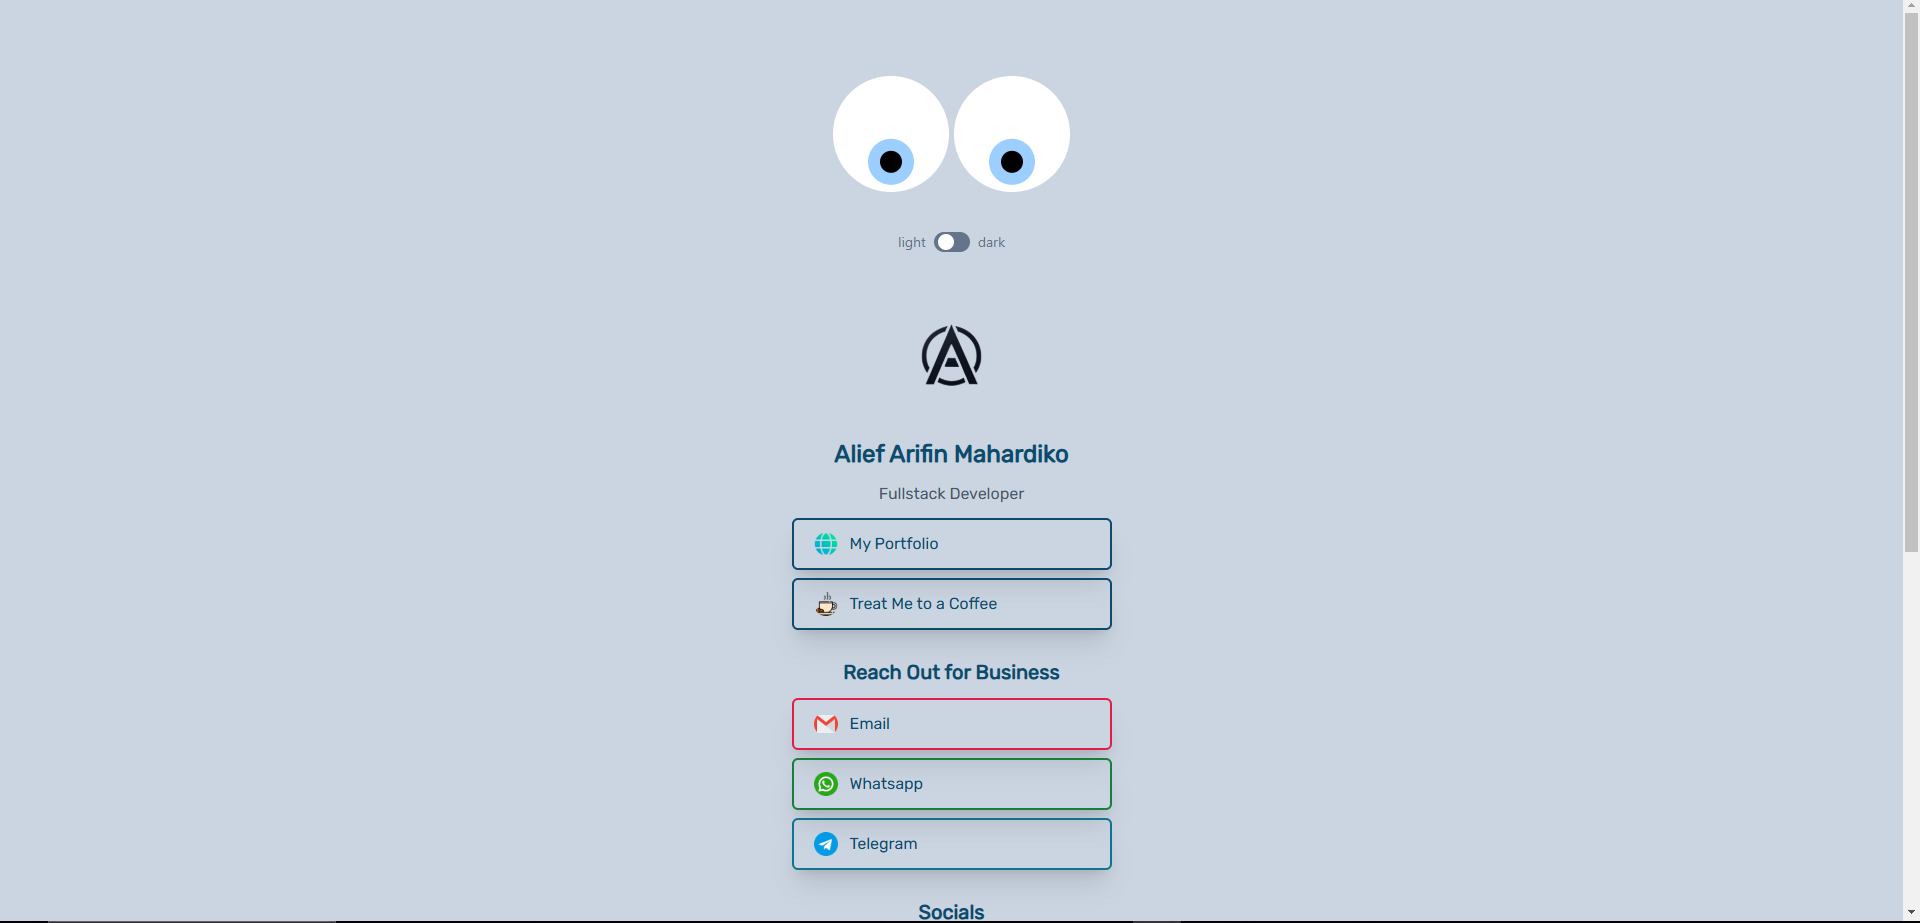 light dark
Alief Arifin Mahardiko
Fullstack Developer
My Portfolio
Treat Me to a Coffee
Reach Out for Business
Email
Whatsapp
Telegram
Socials